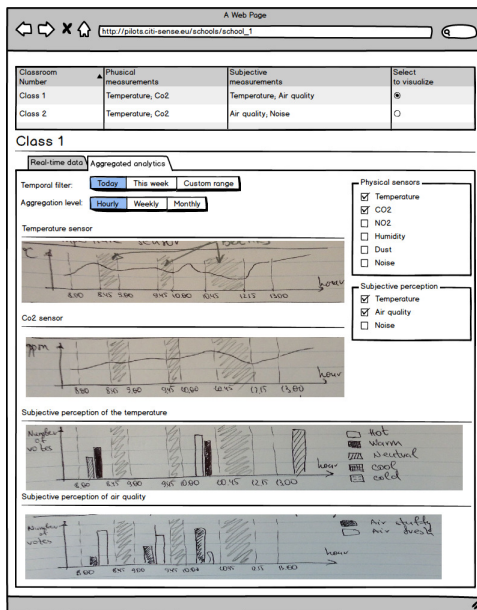 A Web Page
http://pilots.citi-sense.eu/schools/school_1
Classroom Number Physical measurements Subjective measurements Select to visualize
Class 1 Temperature, Co2 Temperature, Air quality
Class 2 Temperature, Co2 Air quality, Noise
Class 1
Real-time data Aggregated analytics
Temporal filter: Today This week Custom range
Aggregation level: Hourly Weekly Monthly
Physical sensors
Temperature
CO2
NO2
Humidity
Dust
Noise
Subjective perception
Temperature
Air quality
Noise
Temperature sensor
°C
hour
8.00 8.45 9.00 9.45 10.00 10.45 12.15 13.00
Co2 sensor
ppm
hour
8.00 8.45 9.00 9.45 10.00 10.45 12.15 13.00
Subjective perception of the temperature
Number of votes
hour
8.00 8.45 9.00 9.45 10.00 10.45 12.15 13.00
Hot
Warm
Neutral
cool
cold
Subjective perception of air quality
Number of votes
hour
8.00 8.45 9.00 9.45 10.00 10.45 12.15 13.00
Air stuffy
Air fresh